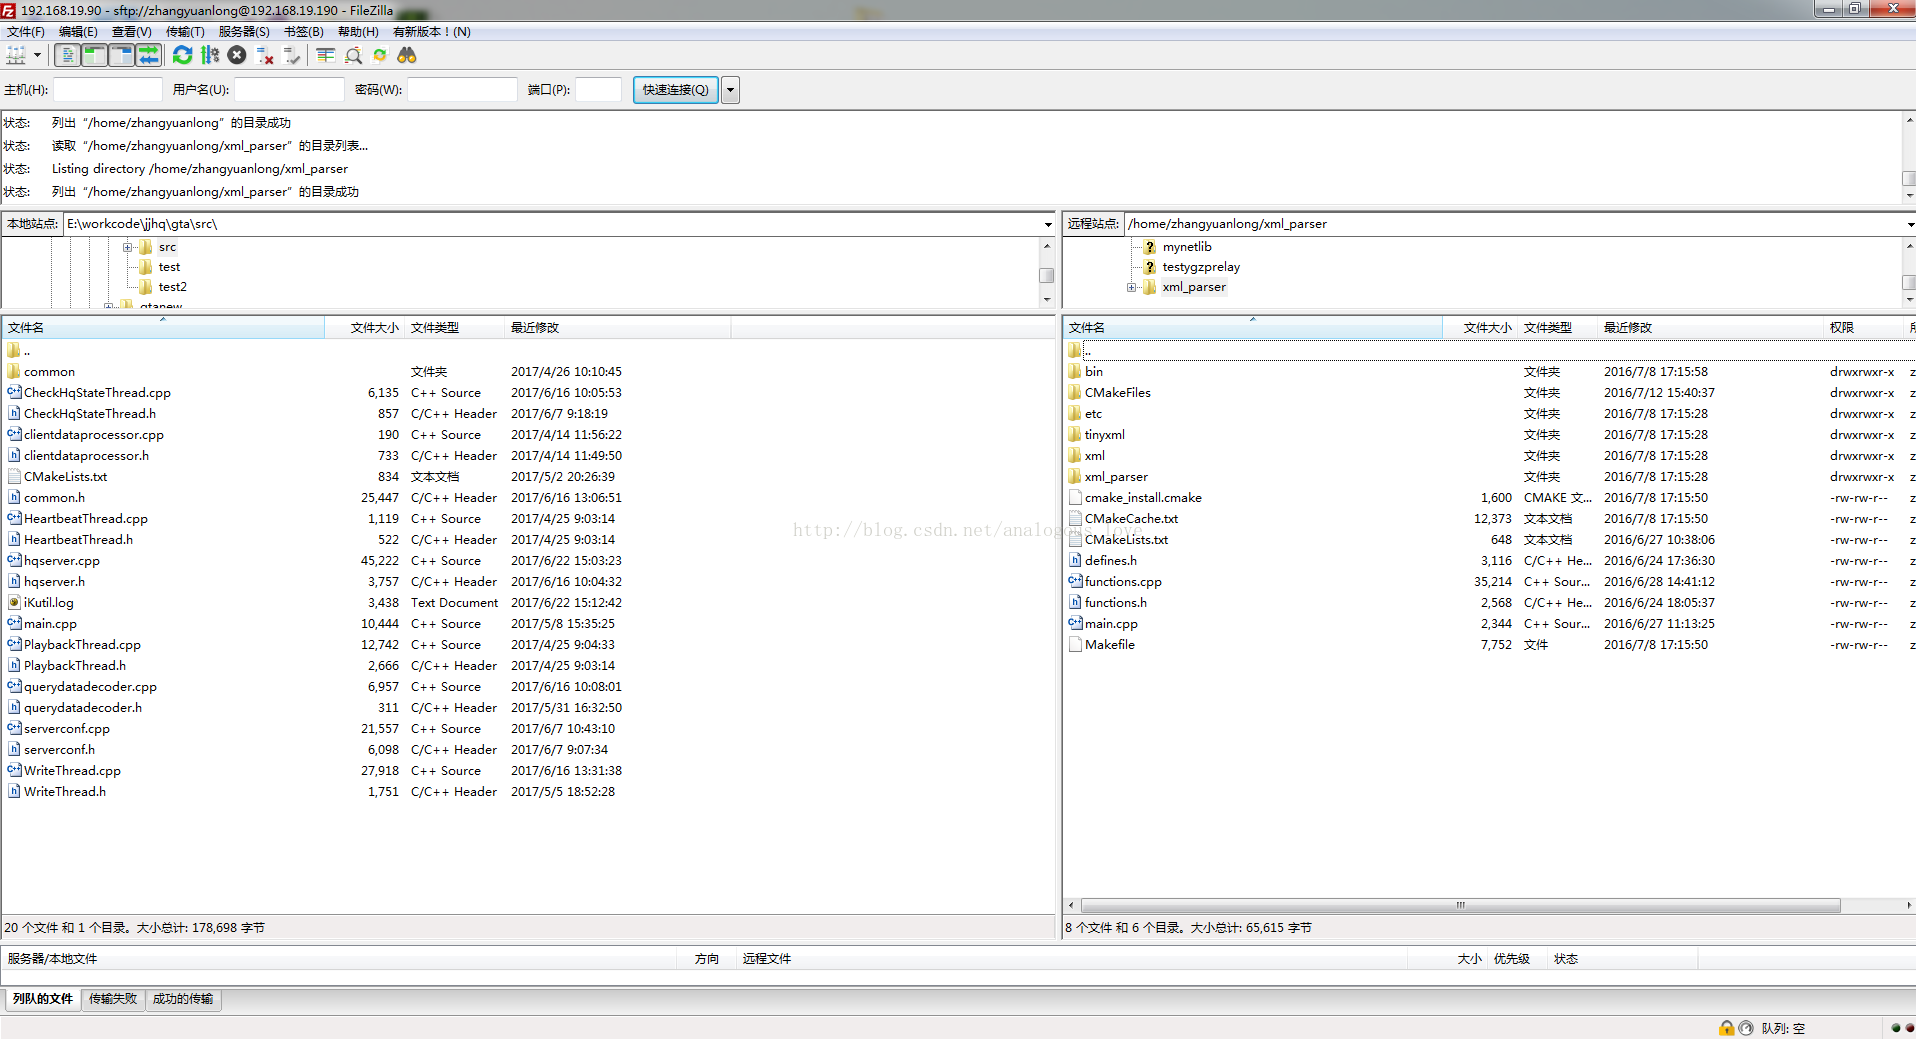 192.168.19.90 - sftp://zhangyuanlong@192.168.19.190 - FileZilla
文件(F) 编辑(E) 查看(V) 传输(T) 服务器(S) 书签(B) 帮助(H) 有新版本！(N)
主机(H): 用户名(U): 密码(W): 端口(P): 快速连接(Q)
状态: 列出“/home/zhangyuanlong”的目录成功
状态: 读取“/home/zhangyuanlong/xml_parser”的目录列表...
状态: Listing directory /home/zhangyuanlong/xml_parser
状态: 列出“/home/zhangyuanlong/xml_parser”的目录成功
本地站点: E:\workcode\jjhq\gta\src\
src
test
test2
gtanew
文件名 文件大小 文件类型 最近修改
..
common 文件夹 2017/4/26 10:10:45
CheckHqStateThread.cpp 6,135 C++ Source 2017/6/16 10:05:53
CheckHqStateThread.h 857 C/C++ Header 2017/6/7 9:18:19
clientdataprocessor.cpp 190 C++ Source 2017/4/14 11:56:22
clientdataprocessor.h 733 C/C++ Header 2017/4/14 11:49:50
CMakeLists.txt 834 文本文档 2017/5/2 20:26:39
common.h 25,447 C/C++ Header 2017/6/16 13:06:51
HeartbeatThread.cpp 1,119 C++ Source 2017/4/25 9:03:14
HeartbeatThread.h 522 C/C++ Header 2017/4/25 9:03:14
hqserver.cpp 45,222 C++ Source 2017/6/22 15:03:23
hqserver.h 3,757 C/C++ Header 2017/6/16 10:04:32
iKutil.log 3,438 Text Document 2017/6/22 15:12:42
main.cpp 10,444 C++ Source 2017/5/8 15:35:25
PlaybackThread.cpp 12,742 C++ Source 2017/4/25 9:04:33
PlaybackThread.h 2,666 C/C++ Header 2017/4/25 9:03:14
querydatadecoder.cpp 6,957 C++ Source 2017/6/16 10:08:01
querydatadecoder.h 311 C/C++ Header 2017/5/31 16:32:50
serverconf.cpp 21,557 C++ Source 2017/6/7 10:43:10
serverconf.h 6,098 C/C++ Header 2017/6/7 9:07:34
WriteThread.cpp 27,918 C++ Source 2017/6/16 13:31:38
WriteThread.h 1,751 C/C++ Header 2017/5/5 18:52:28
20 个文件 和 1 个目录。大小总计: 178,698 字节
远程站点: /home/zhangyuanlong/xml_parser
mynetlib
testygzprelay
xml_parser
文件名 文件大小 文件类型 最近修改 权限
..
bin 文件夹 2016/7/8 17:15:58 drwxrwxr-x z
CMakeFiles 文件夹 2016/7/12 15:40:37 drwxrwxr-x z
etc 文件夹 2016/7/8 17:15:28 drwxrwxr-x z
tinyxml 文件夹 2016/7/8 17:15:28 drwxrwxr-x z
xml 文件夹 2016/7/8 17:15:28 drwxrwxr-x z
xml_parser 文件夹 2016/7/8 17:15:28 drwxrwxr-x z
cmake_install.cmake 1,600 CMAKE 文... 2016/7/8 17:15:50 -rw-rw-r-- z
CMakeCache.txt 12,373 文本文档 2016/7/8 17:15:50 -rw-rw-r-- z
CMakeLists.txt 648 文本文档 2016/6/27 10:38:06 -rw-rw-r-- z
defines.h 3,116 C/C++ He... 2016/6/24 17:36:30 -rw-rw-r-- z
functions.cpp 35,214 C++ Sour... 2016/6/28 14:41:12 -rw-rw-r-- z
functions.h 2,568 C/C++ He... 2016/6/24 18:05:37 -rw-rw-r-- z
main.cpp 2,344 C++ Sour... 2016/6/27 11:13:25 -rw-rw-r-- z
Makefile 7,752 文件 2016/7/8 17:15:50 -rw-rw-r-- z
8 个文件 和 6 个目录。大小总计: 65,615 字节
http://blog.csdn.net/analogous_love
服务器/本地文件 方向 远程文件 大小 优先级 状态
列队的文件 传输失败 成功的传输
队列: 空